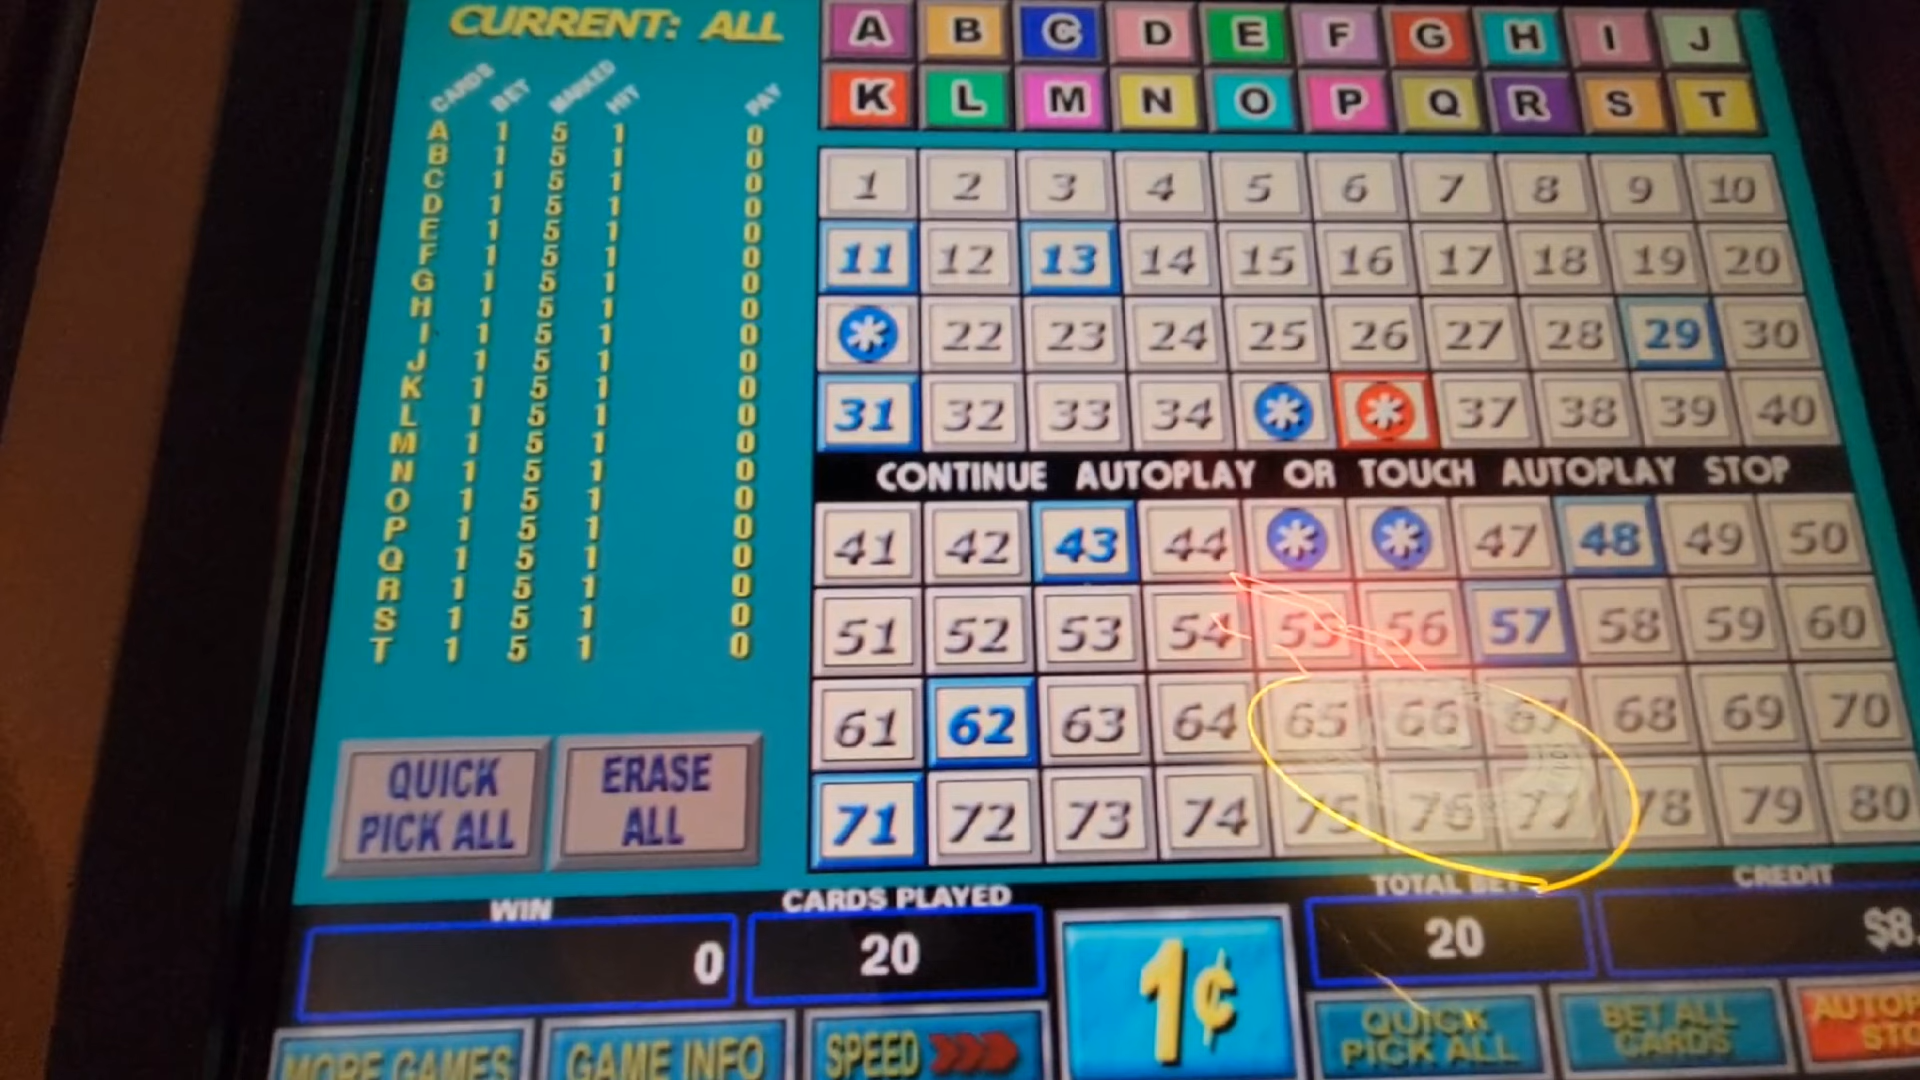 CURRENT: ALL
CARDS BET MARKED HIT PAY
A 1 5 1 0
B 1 5 1 0
C 1 5 1 0
D 1 5 1 0
E 1 5 1 0
F 1 5 1 0
G 1 5 1 0
H 1 5 1 0
I 1 5 1 0
J 1 5 1 0
K 1 5 1 0
L 1 5 1 0
M 1 5 1 0
N 1 5 1 0
O 1 5 1 0
P 1 5 1 0
Q 1 5 1 0
R 1 5 1 0
S 1 5 1 0
T 1 5 1 0
QUICK PICK ALL
ERASE ALL
A B C D E F G H I J
K L M N O P Q R S T
1 2 3 4 5 6 7 8 9 10
11 12 13 14 15 16 17 18 19 20
* 22 23 24 25 26 27 28 29 30
31 32 33 34 * * 37 38 39 40
CONTINUE AUTOPLAY OR TOUCH AUTOPLAY STOP
41 42 43 44 * * 47 48 49 50
51 52 53 54 55 56 57 58 59 60
61 62 63 64 65 66 67 68 69 70
71 72 73 74 75 76 77 78 79 80
WIN CARDS PLAYED TOTAL BET CREDIT
0 20 1¢ 20 $8.
MORE GAMES
GAME INFO
SPEED
QUICK PICK ALL
BET ALL CARDS